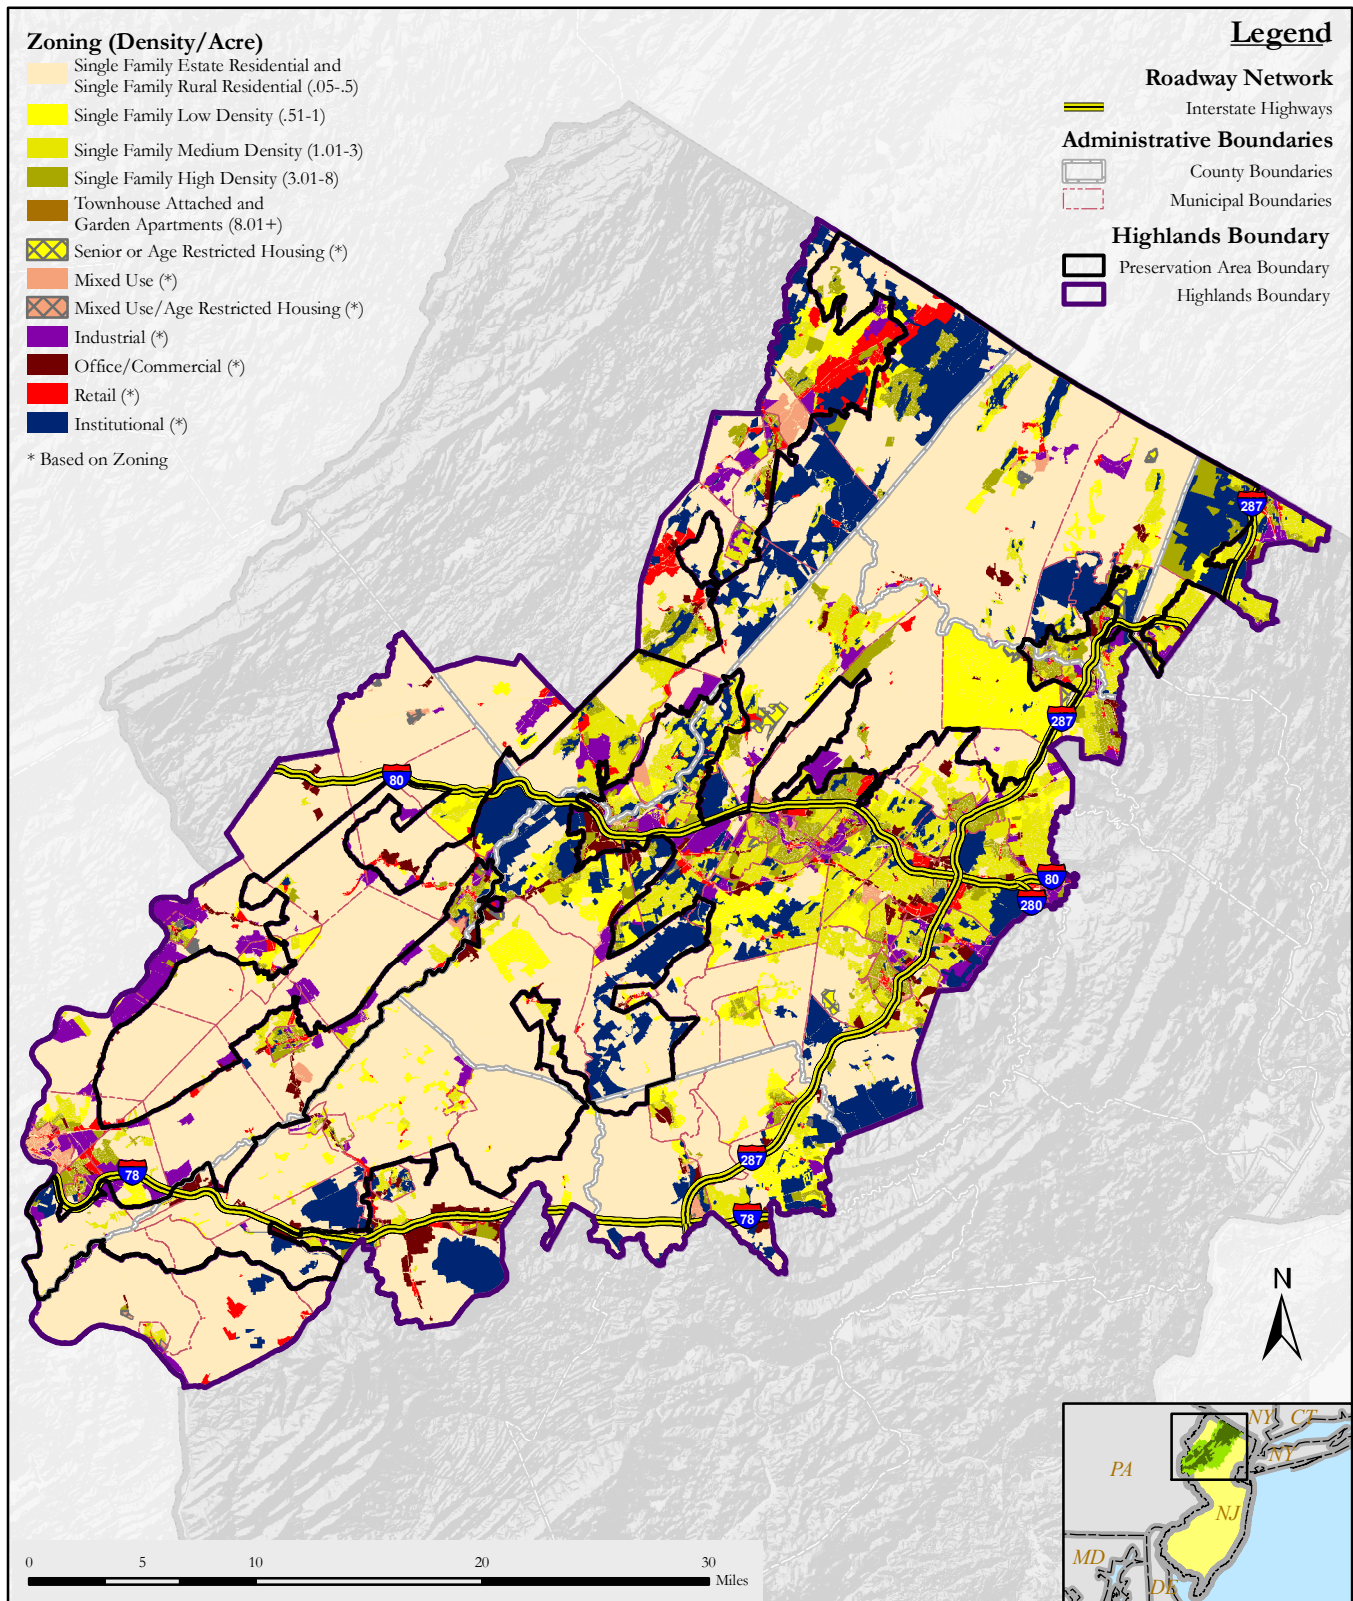 Zoning (Density/Acre)
Single Family Estate Residential and
Single Family Rural Residential (.05-.5)
Single Family Low Density (.51-1)
Single Family Medium Density (1.01-3)
Single Family High Density (3.01-8)
Townhouse Attached and
Garden Apartments (8.01+)
Senior or Age Restricted Housing (*)
Mixed Use (*)
Mixed Use/Age Restricted Housing (*)
Industrial (*)
Office/Commercial (*)
Retail (*)
Institutional (*)
* Based on Zoning
Legend
Roadway Network
Interstate Highways
Administrative Boundaries
County Boundaries
Municipal Boundaries
Highlands Boundary
Preservation Area Boundary
Highlands Boundary
287
287
80
80
280
287
78
78
N
NY CT
NY
PA
NJ
MD
DE
0 5 10 20 30
Miles